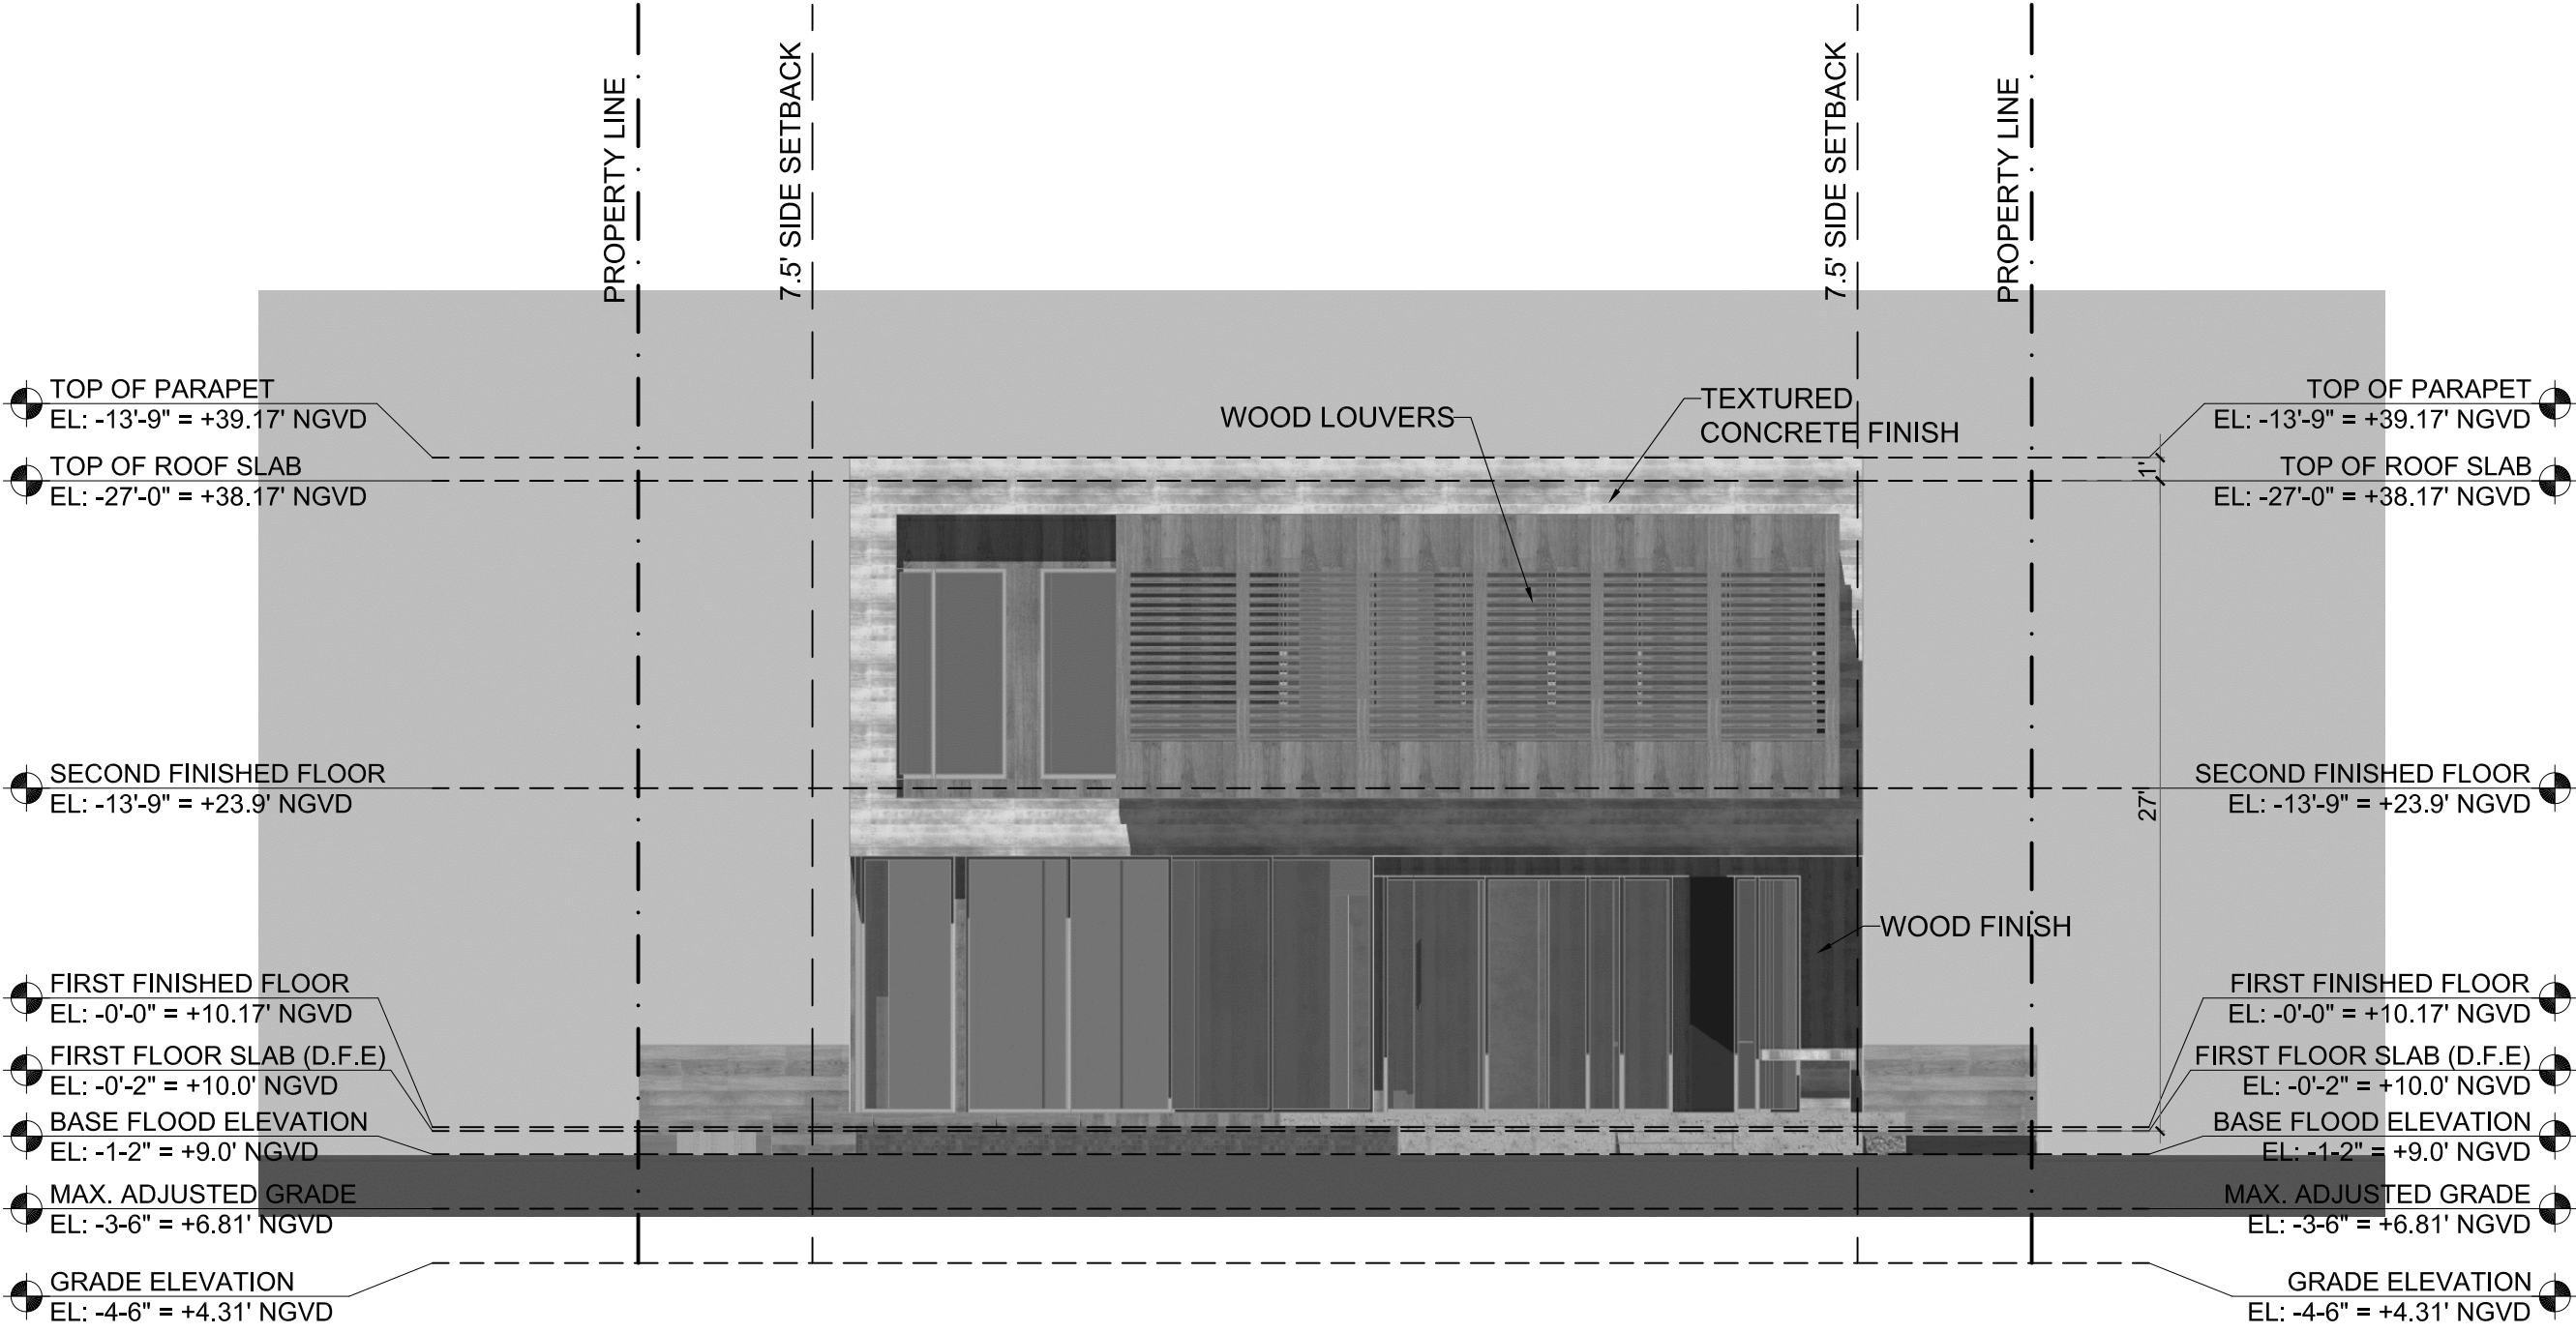 PROPERTY LINE
7.5' SIDE SETBACK
7.5' SIDE SETBACK
PROPERTY LINE
TOP OF PARAPET
EL: -13'-9" = +39.17' NGVD
TOP OF ROOF SLAB
EL: -27'-0" = +38.17' NGVD
SECOND FINISHED FLOOR
EL: -13'-9" = +23.9' NGVD
FIRST FINISHED FLOOR
EL: -0'-0" = +10.17' NGVD
FIRST FLOOR SLAB (D.F.E)
EL: -0'-2" = +10.0' NGVD
BASE FLOOD ELEVATION
EL: -1-2" = +9.0' NGVD
MAX. ADJUSTED GRADE
EL: -3-6" = +6.81' NGVD
GRADE ELEVATION
EL: -4-6" = +4.31' NGVD
WOOD LOUVERS
TEXTURED
CONCRETE FINISH
WOOD FINISH
1'
27'
TOP OF PARAPET
EL: -13'-9" = +39.17' NGVD
TOP OF ROOF SLAB
EL: -27'-0" = +38.17' NGVD
SECOND FINISHED FLOOR
EL: -13'-9" = +23.9' NGVD
FIRST FINISHED FLOOR
EL: -0'-0" = +10.17' NGVD
FIRST FLOOR SLAB (D.F.E)
EL: -0'-2" = +10.0' NGVD
BASE FLOOD ELEVATION
EL: -1-2" = +9.0' NGVD
MAX. ADJUSTED GRADE
EL: -3-6" = +6.81' NGVD
GRADE ELEVATION
EL: -4-6" = +4.31' NGVD